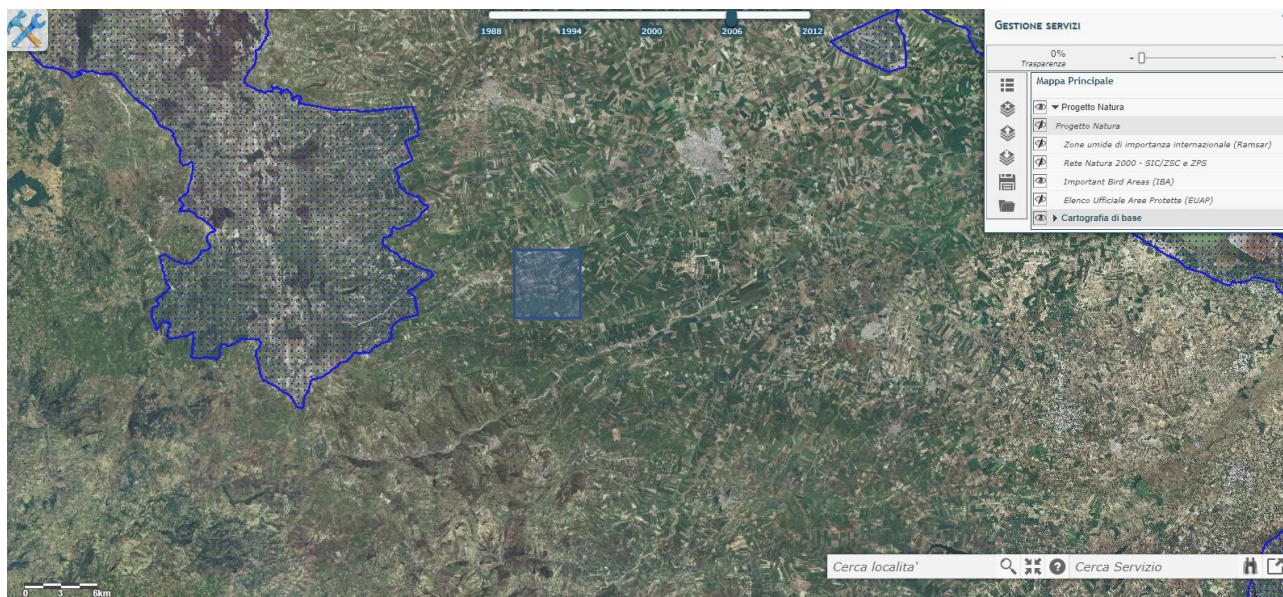 1988 1994 2000 2006 2012
GESTIONE SERVIZI
0%
Trasparenza
-
Mappa Principale
Progetto Natura
Progetto Natura
Zone umide di importanza internazionale (Ramsar)
Rete Natura 2000 - SIC/ZSC e ZPS
Important Bird Areas (IBA)
Elenco Ufficiale Aree Protette (EUAP)
Cartografia di base
Cerca localita' ? Cerca Servizio
0 3 6km